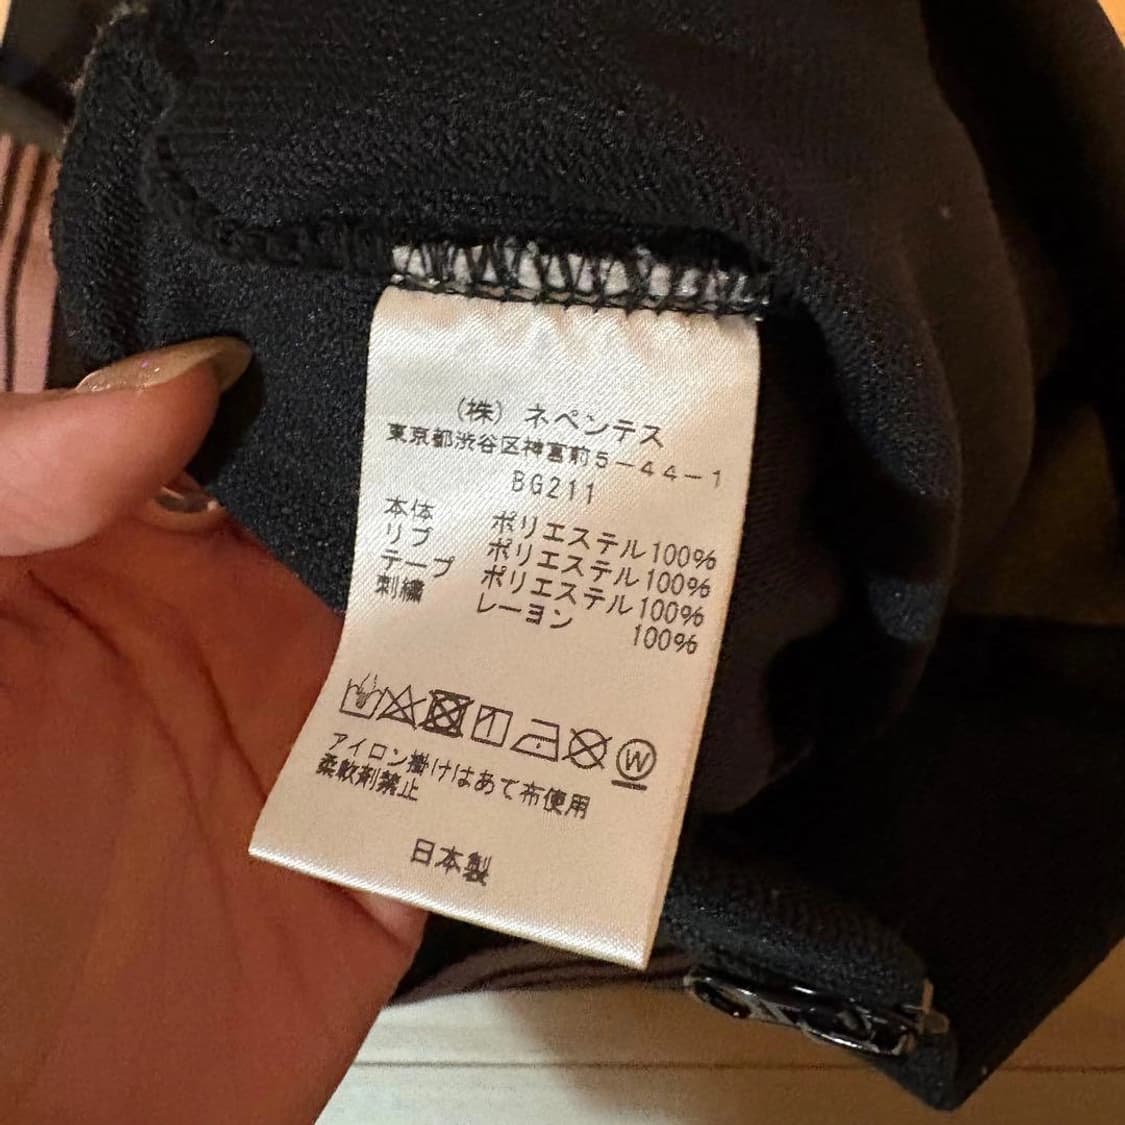 (株) ネペンテス
東京都渋谷区神宮前5-44-1
BG211
本体 ポリエステル100%
リブ ポリエステル100%
テープ ポリエステル100%
刺繍 レーヨン 100%
W
アイロン掛けはあて布使用
柔軟剤禁止
日本製